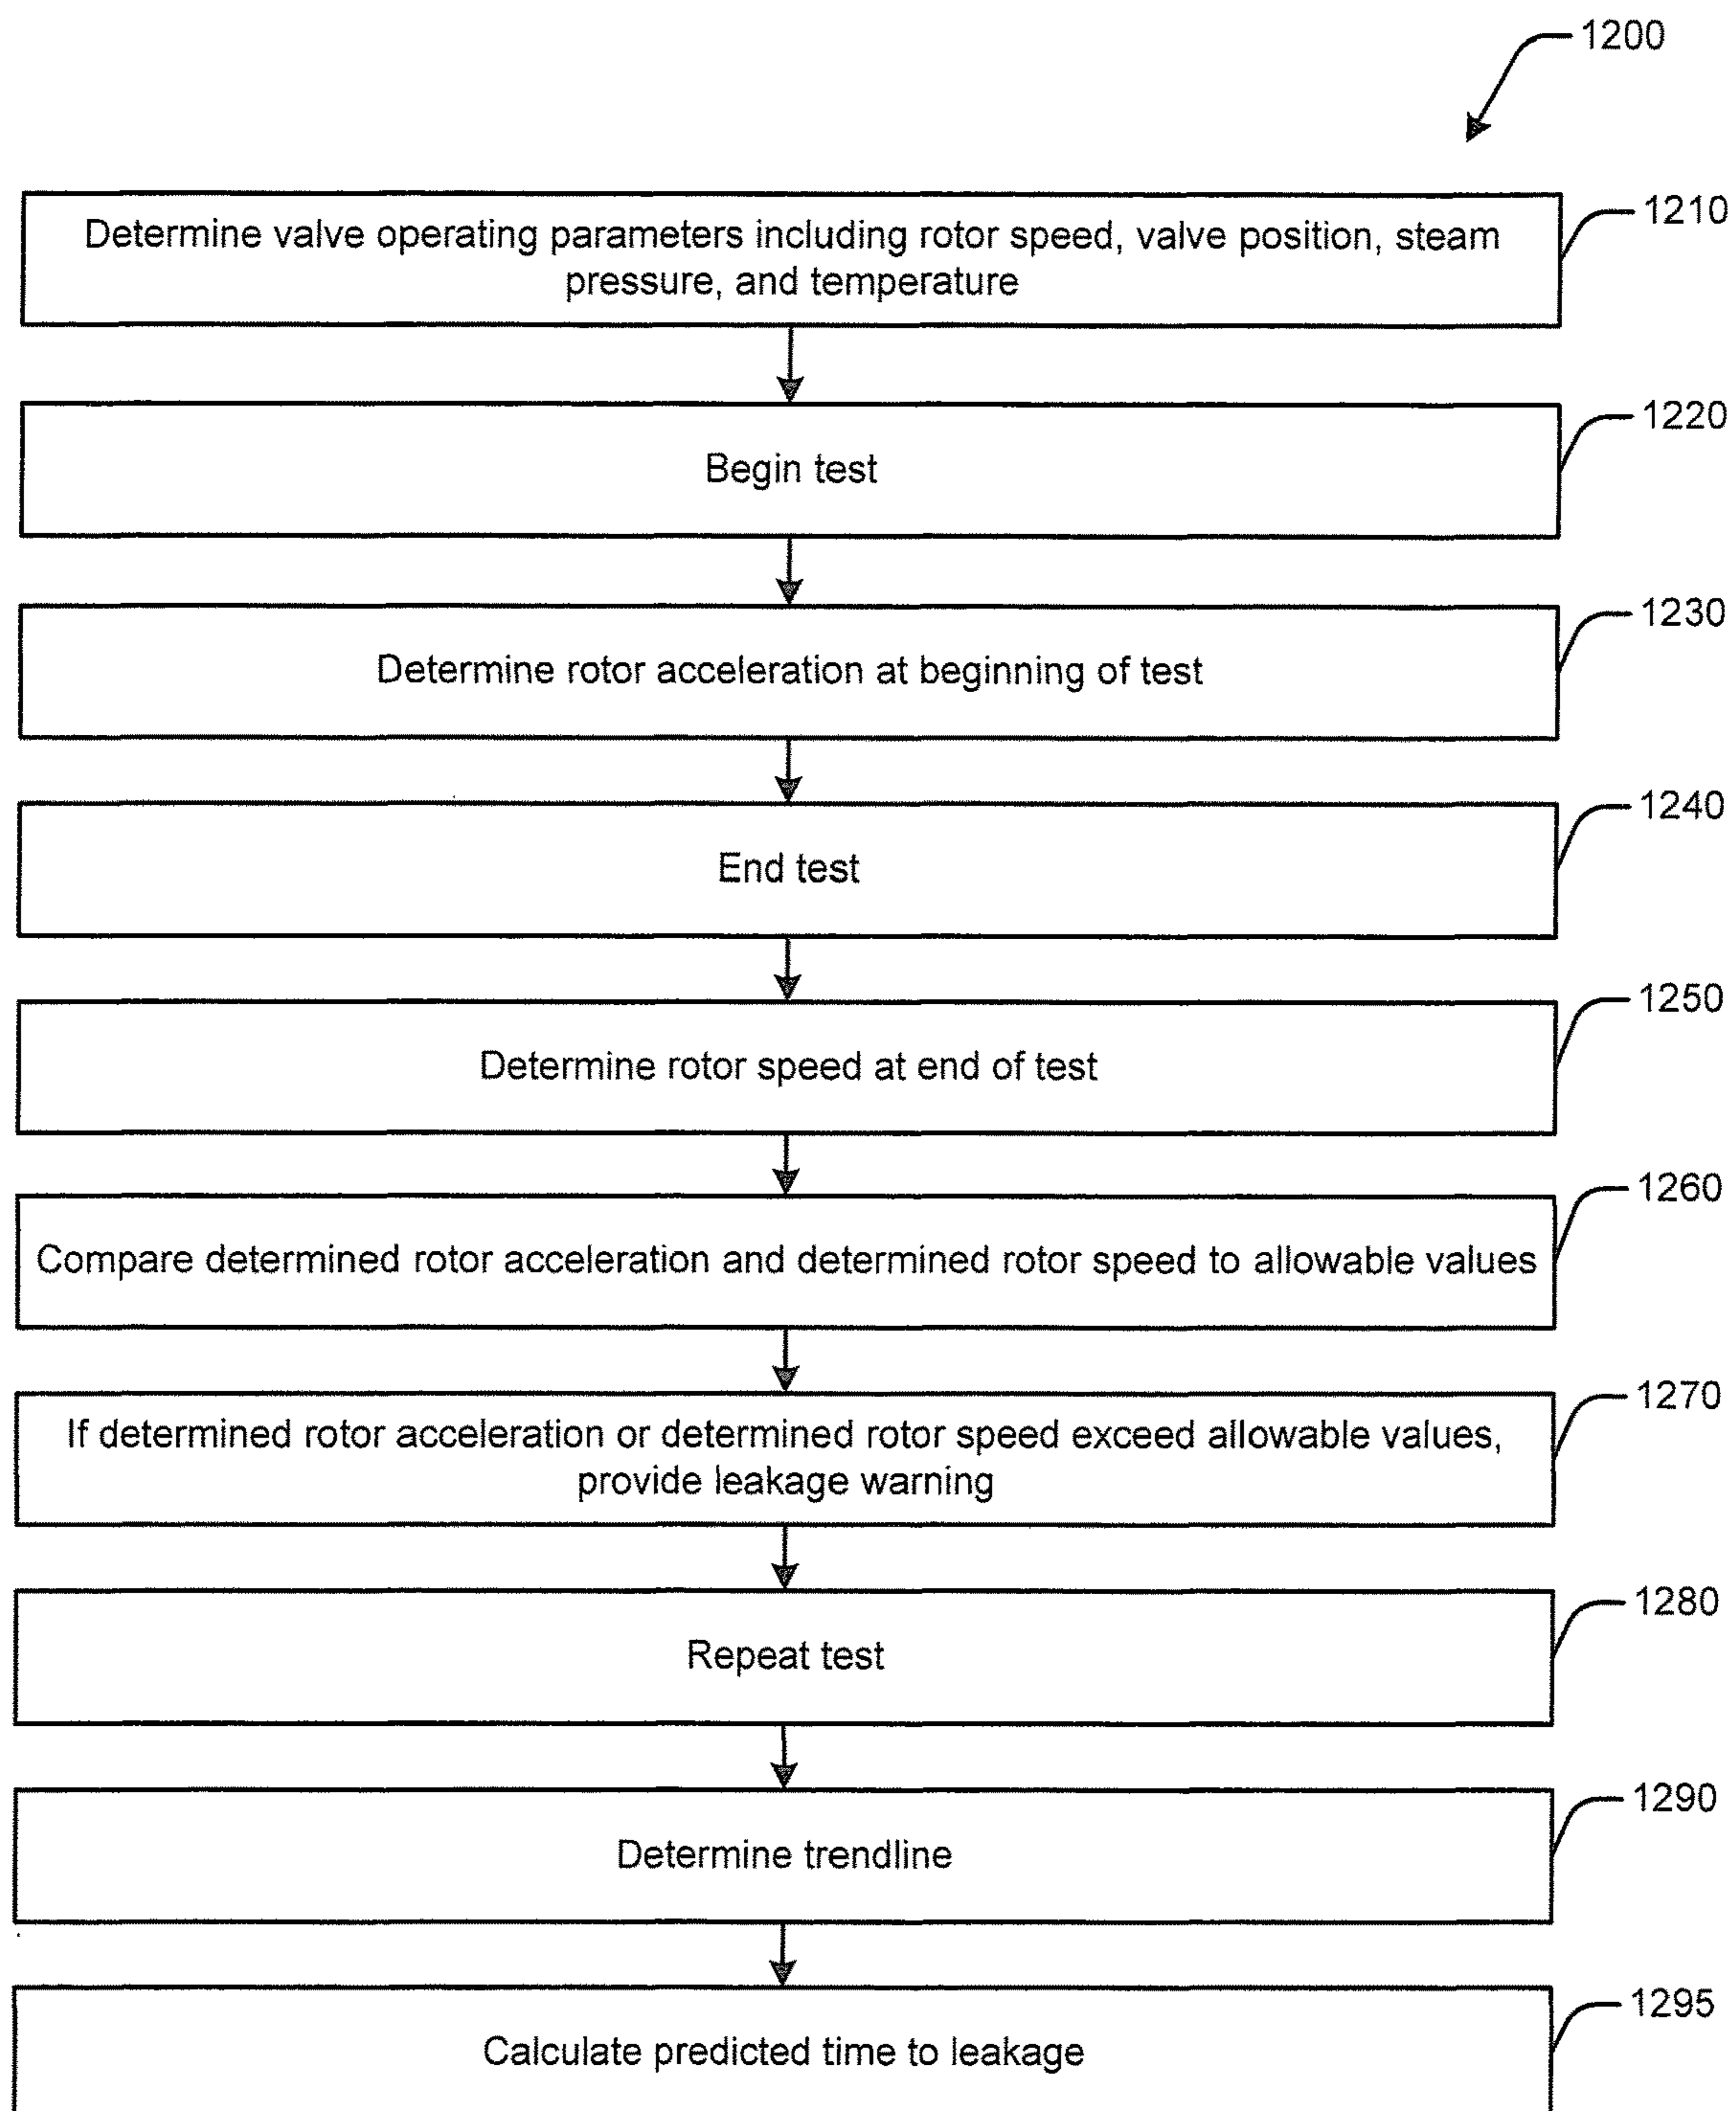 1200
1210
Determine valve operating parameters including rotor speed, valve position, steam
pressure, and temperature
1220
Begin test
1230
Determine rotor acceleration at beginning of test
1240
End test
1250
Determine rotor speed at end of test
1260
Compare determined rotor acceleration and determined rotor speed to allowable values
1270
If determined rotor acceleration or determined rotor speed exceed allowable values,
provide leakage warning
1280
Repeat test
1290
Determine trendline
1295
Calculate predicted time to leakage